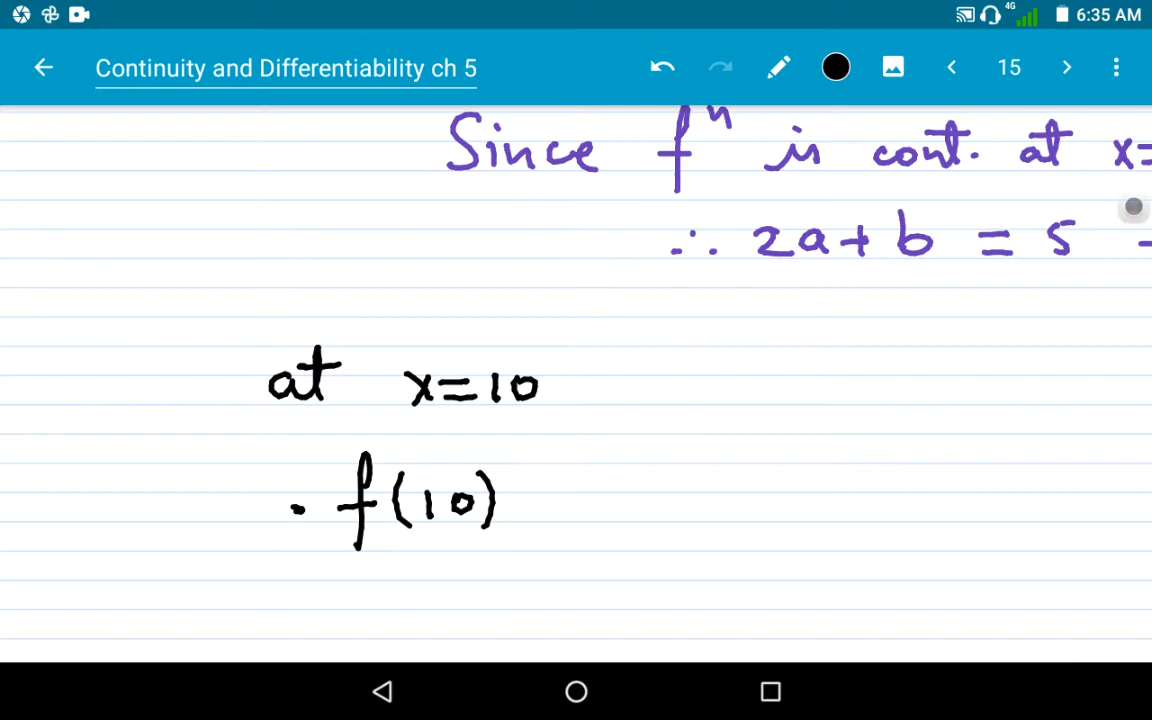 4G 6:35 AM
Continuity and Differentiability ch 5 15
Since fⁿ is cont. at x=
∴ 2a+b = 5 -
at x=10
. f(10)